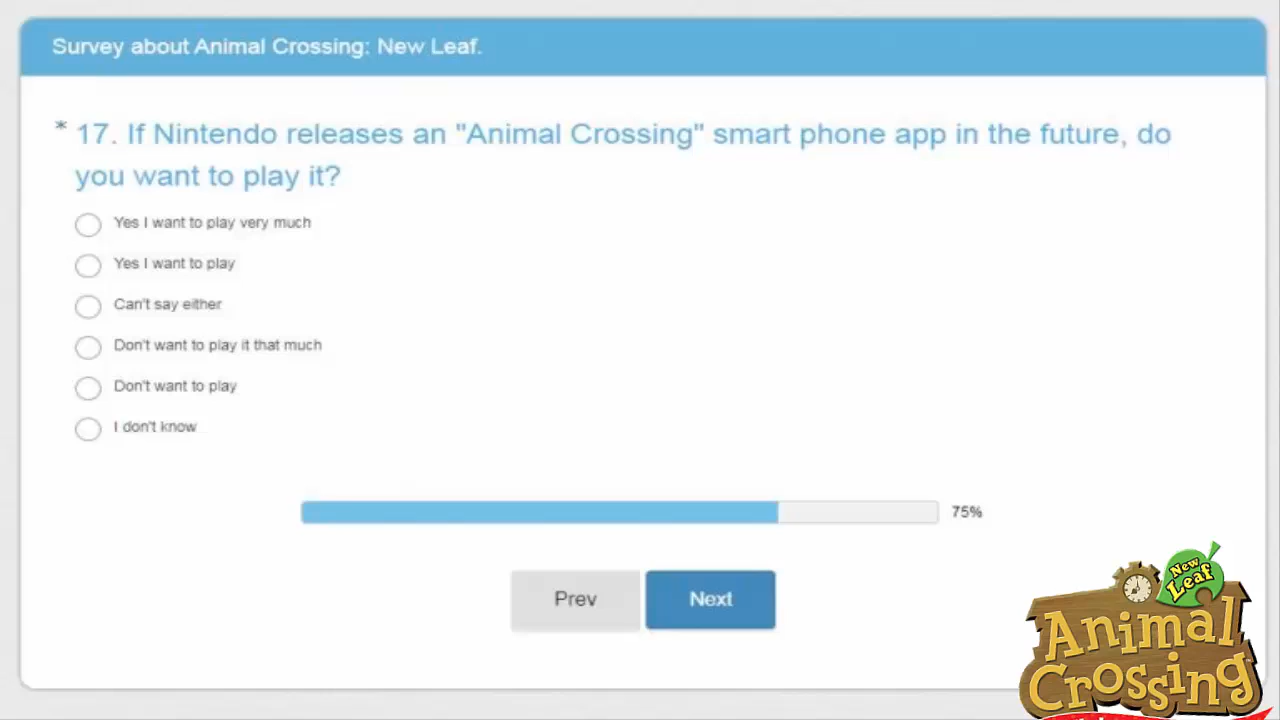 Survey about Animal Crossing: New Leaf.
* 17. If Nintendo releases an "Animal Crossing" smart phone app in the future, do
you want to play it?
Yes I want to play very much
Yes I want to play
Can't say either
Don't want to play it that much
Don't want to play
I don't know
75%
Prev
Next
New
Leaf
Animal
Crossing